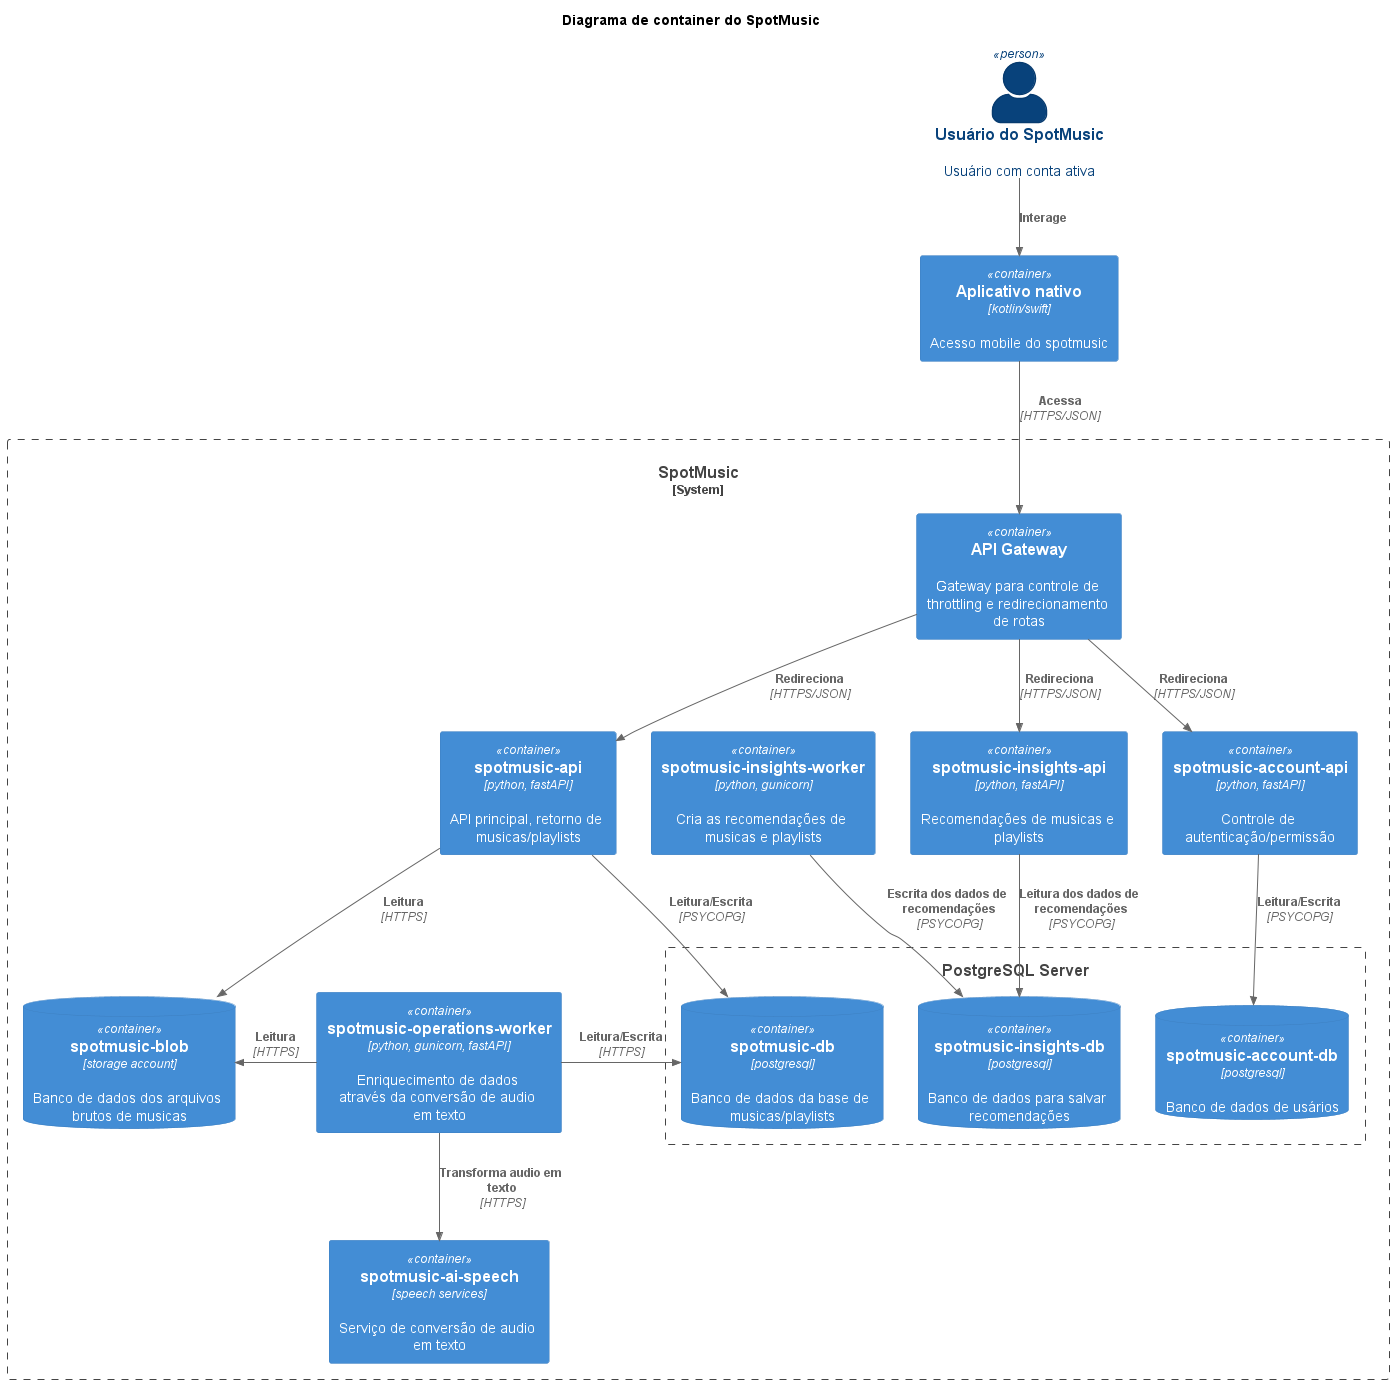 Diagrama de container do SpotMusic
«person»
Usuário do SpotMusic
Usuário com conta ativa
Interage
«container»
Aplicativo nativo
[kotlin/swift]
Acesso mobile do spotmusic
Acessa
[HTTPS/JSON]
SpotMusic
[System]
«container»
API Gateway
Gateway para controle de
throttling e redirecionamento
de rotas
Redireciona
[HTTPS/JSON]
Redireciona
[HTTPS/JSON]
Redireciona
[HTTPS/JSON]
«container»
spotmusic-api
[python, fastAPI]
API principal, retorno de
musicas/playlists
«container»
spotmusic-insights-worker
[python, gunicorn]
Cria as recomendações de
musicas e playlists
«container»
spotmusic-insights-api
[python, fastAPI]
Recomendações de musicas e
playlists
«container»
spotmusic-account-api
[python, fastAPI]
Controle de
autenticação/permissão
Leitura
[HTTPS]
Leitura/Escrita
[PSYCOPG]
Escrita dos dados de
recomendações
[PSYCOPG]
Leitura dos dados de
recomendações
[PSYCOPG]
Leitura/Escrita
[PSYCOPG]
PostgreSQL Server
«container»
spotmusic-blob
[storage account]
Banco de dados dos arquivos
brutos de musicas
Leitura
[HTTPS]
«container»
spotmusic-operations-worker
[python, gunicorn, fastAPI]
Enriquecimento de dados
através da conversão de audio
em texto
Leitura/Escrita
[HTTPS]
«container»
spotmusic-db
[postgresql]
Banco de dados da base de
musicas/playlists
«container»
spotmusic-insights-db
[postgresql]
Banco de dados para salvar
recomendações
«container»
spotmusic-account-db
[postgresql]
Banco de dados de usários
Transforma audio em
texto
[HTTPS]
«container»
spotmusic-ai-speech
[speech services]
Serviço de conversão de audio
em texto